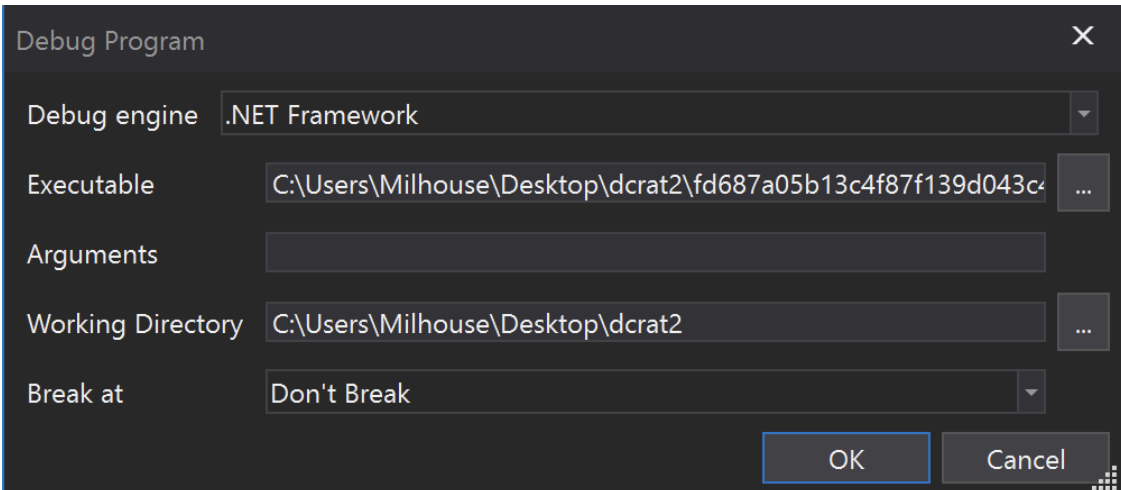 Debug Program
Debug engine .NET Framework
Executable C:\Users\Milhouse\Desktop\dcrat2\fd687a05b13c4f87f139d043c4 ...
Arguments
Working Directory C:\Users\Milhouse\Desktop\dcrat2 ...
Break at Don't Break
OK Cancel